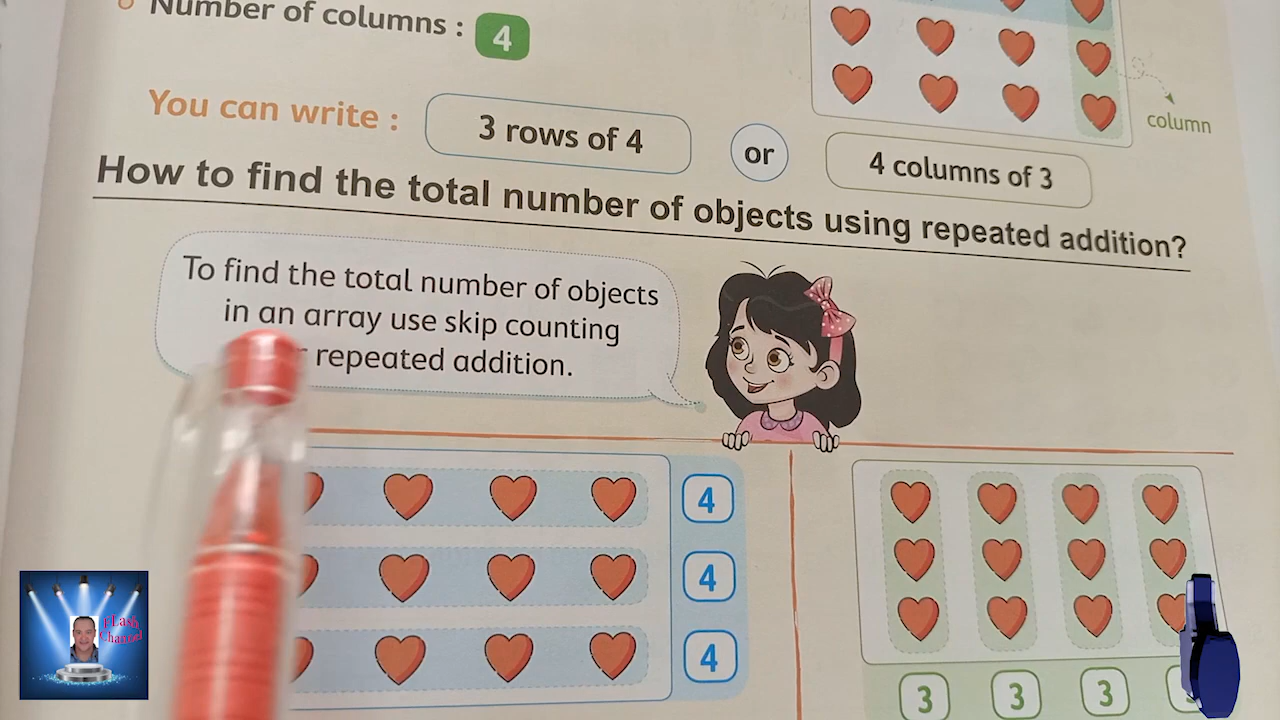 Number of columns : 4
You can write : 3 rows of 4 or 4 columns of 3
column
How to find the total number of objects using repeated addition?
To find the total number of objects
in an array use skip counting
repeated addition.
4
4
4
3 3 3
FLash
Channel